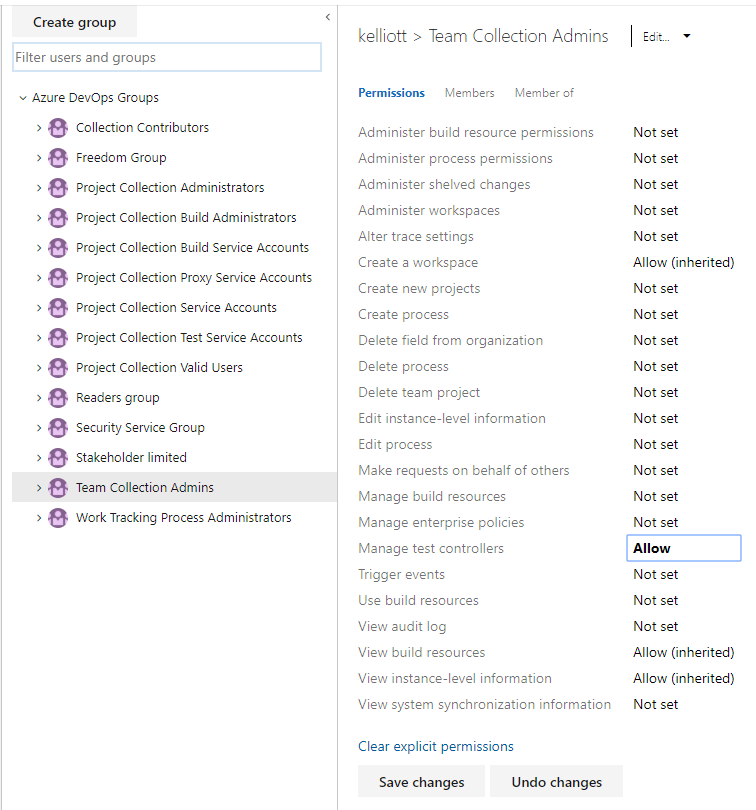 Create group
Filter users and groups
Azure DevOps Groups
Collection Contributors
Freedom Group
Project Collection Administrators
Project Collection Build Administrators
Project Collection Build Service Accounts
Project Collection Proxy Service Accounts
Project Collection Service Accounts
Project Collection Test Service Accounts
Project Collection Valid Users
Readers group
Security Service Group
Stakeholder limited
Team Collection Admins
Work Tracking Process Administrators
kelliott > Team Collection Admins Edit...
Permissions Members Member of
Administer build resource permissions Not set
Administer process permissions Not set
Administer shelved changes Not set
Administer workspaces Not set
Alter trace settings Not set
Create a workspace Allow (inherited)
Create new projects Not set
Create process Not set
Delete field from organization Not set
Delete process Not set
Delete team project Not set
Edit instance-level information Not set
Edit process Not set
Make requests on behalf of others Not set
Manage build resources Not set
Manage enterprise policies Not set
Manage test controllers Allow
Trigger events Not set
Use build resources Not set
View audit log Not set
View build resources Allow (inherited)
View instance-level information Allow (inherited)
View system synchronization information Not set
Clear explicit permissions
Save changes Undo changes